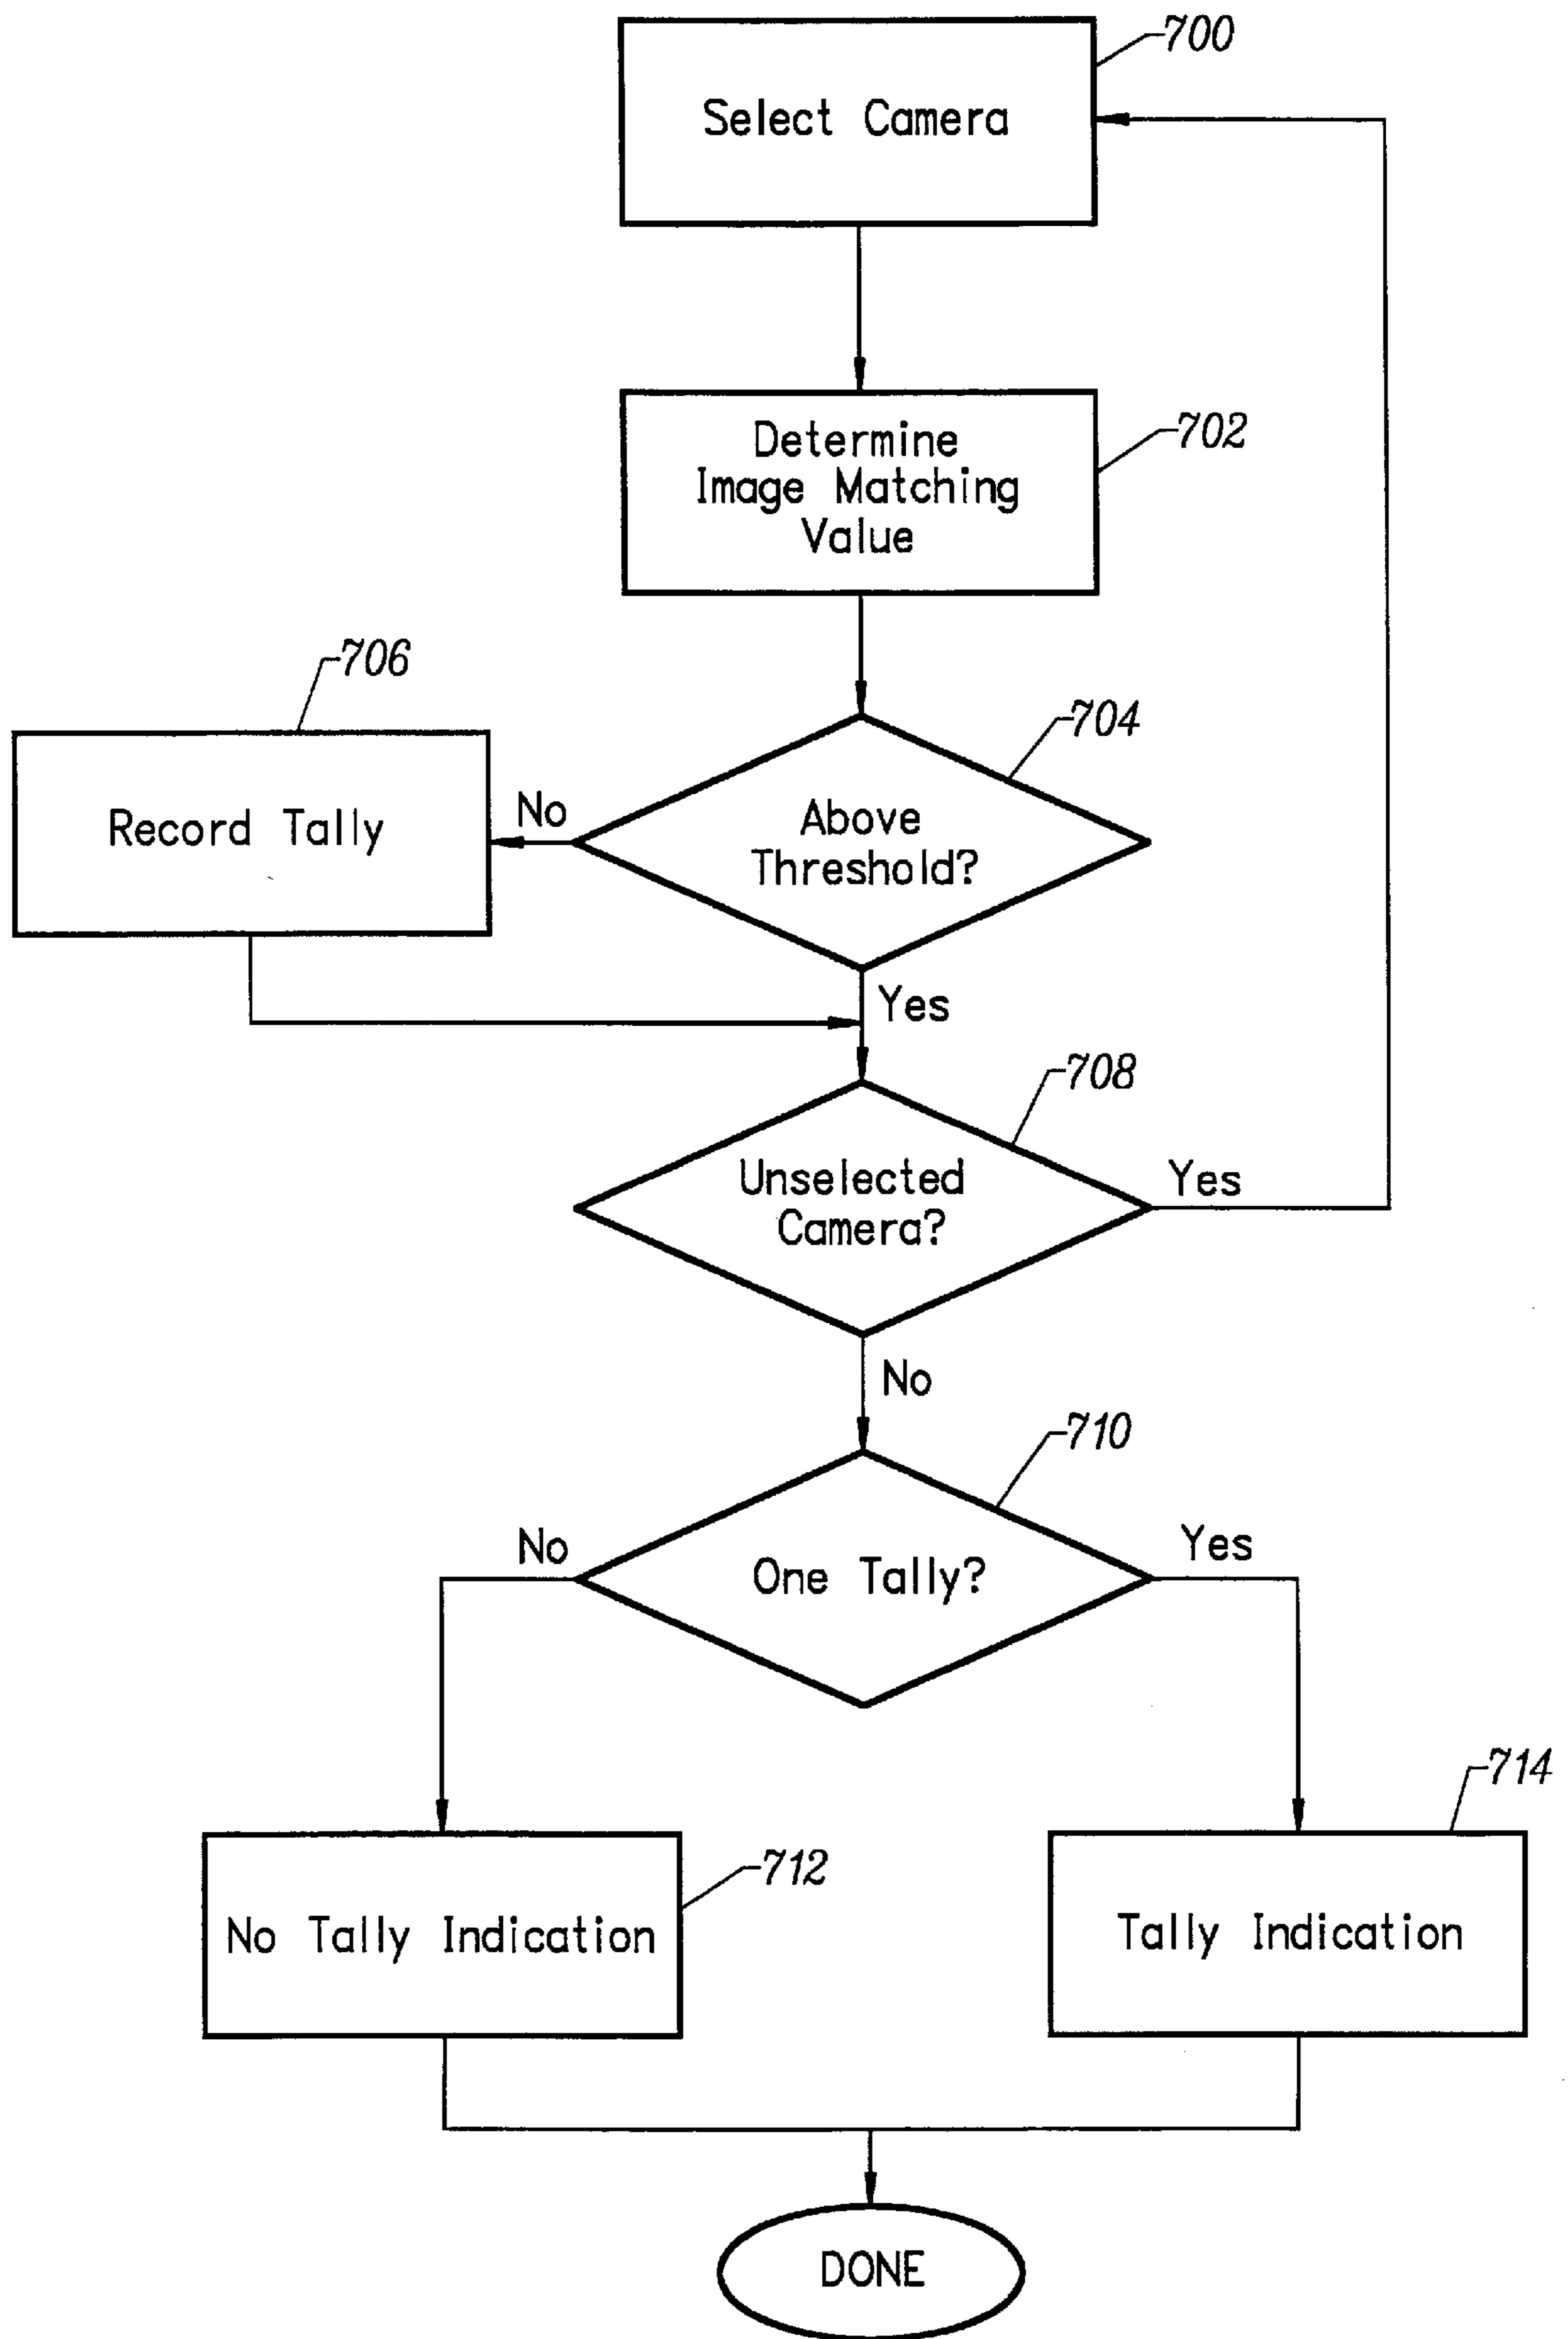 700
Select Camera
702
Determine
Image Matching
Value
706
704
No
Record Tally
Above
Threshold?
Yes
708
Unselected
Camera?
Yes
No
710
No
Yes
One Tally?
714
712
No Tally Indication
Tally Indication
DONE